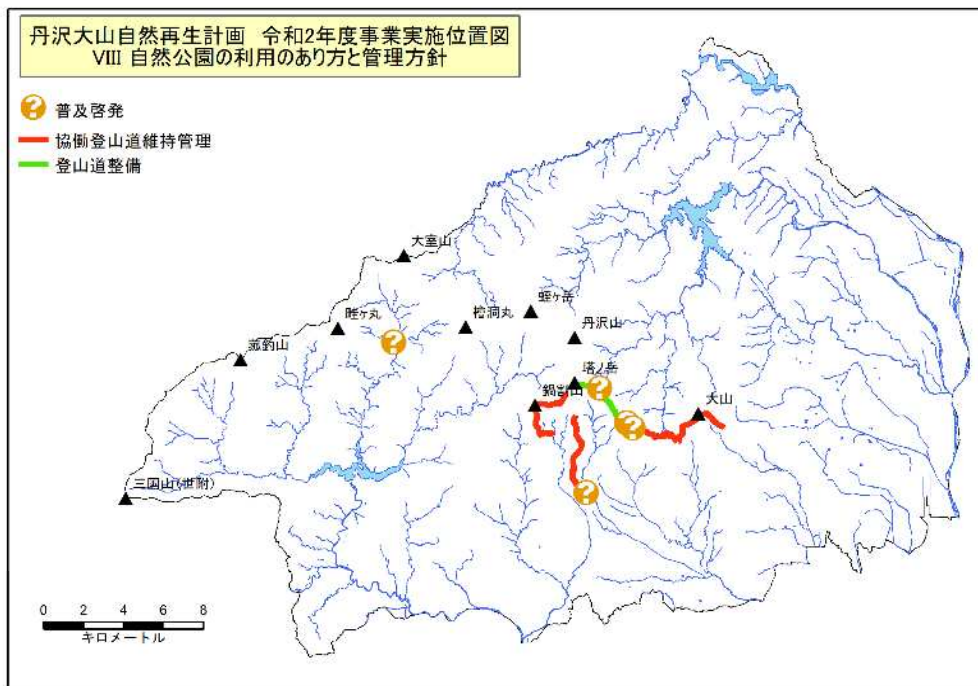 丹沢大山自然再生計画 令和2年度事業実施位置図
VIII 自然公園の利用のあり方と管理方針
普及啓発
協働登山道維持管理
登山道整備
大室山
蛭ヶ岳
畦ヶ丸
檜洞丸
丹沢山
菰釣山
塔ノ岳
鍋割山
大山
三国山(世附)
0 2 4 6 8
キロメートル